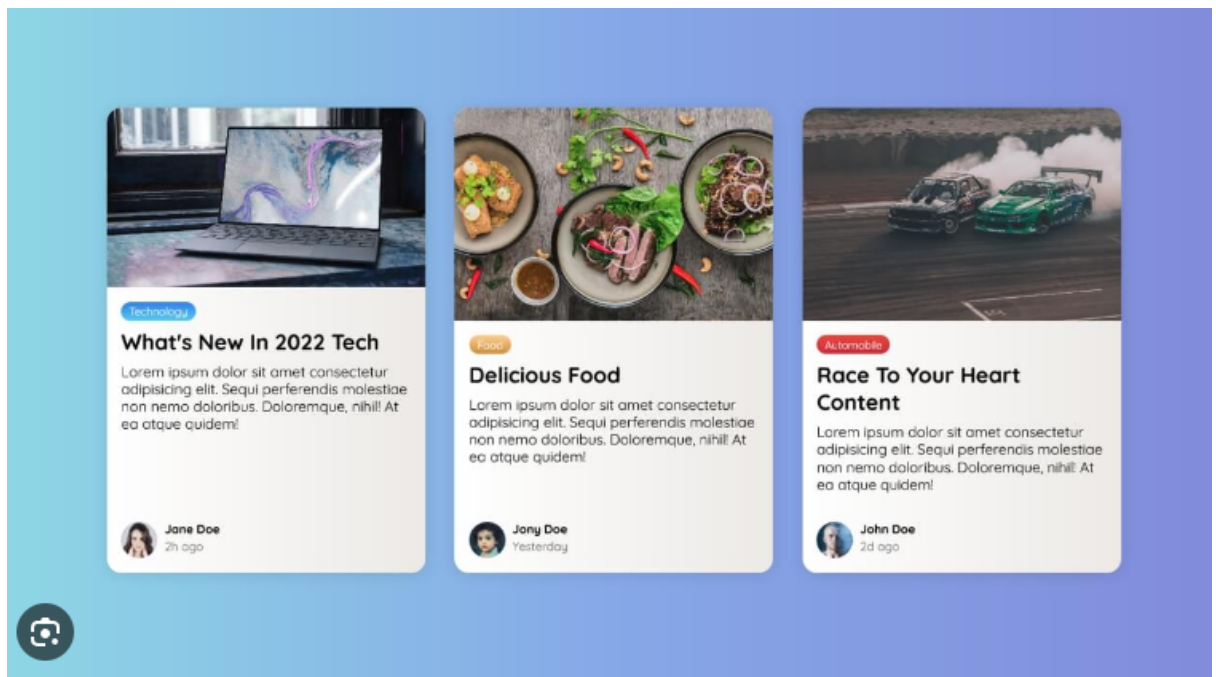 Technology
What's New In 2022 Tech
Lorem ipsum dolor sit amet consectetur
adipisicing elit. Sequi perferendis molestiae
non nemo doloribus. Doloremque, nihil! At
ea atque quidem!
Jane Doe
2h ago
Food
Delicious Food
Lorem ipsum dolor sit amet consectetur
adipisicing elit. Sequi perferendis molestiae
non nemo doloribus. Doloremque, nihil! At
ea atque quidem!
Jony Doe
Yesterday
Automobile
Race To Your Heart
Content
Lorem ipsum dolor sit amet consectetur
adipisicing elit. Sequi perferendis molestiae
non nemo doloribus. Doloremque, nihil! At
ea atque quidem!
John Doe
2d ago